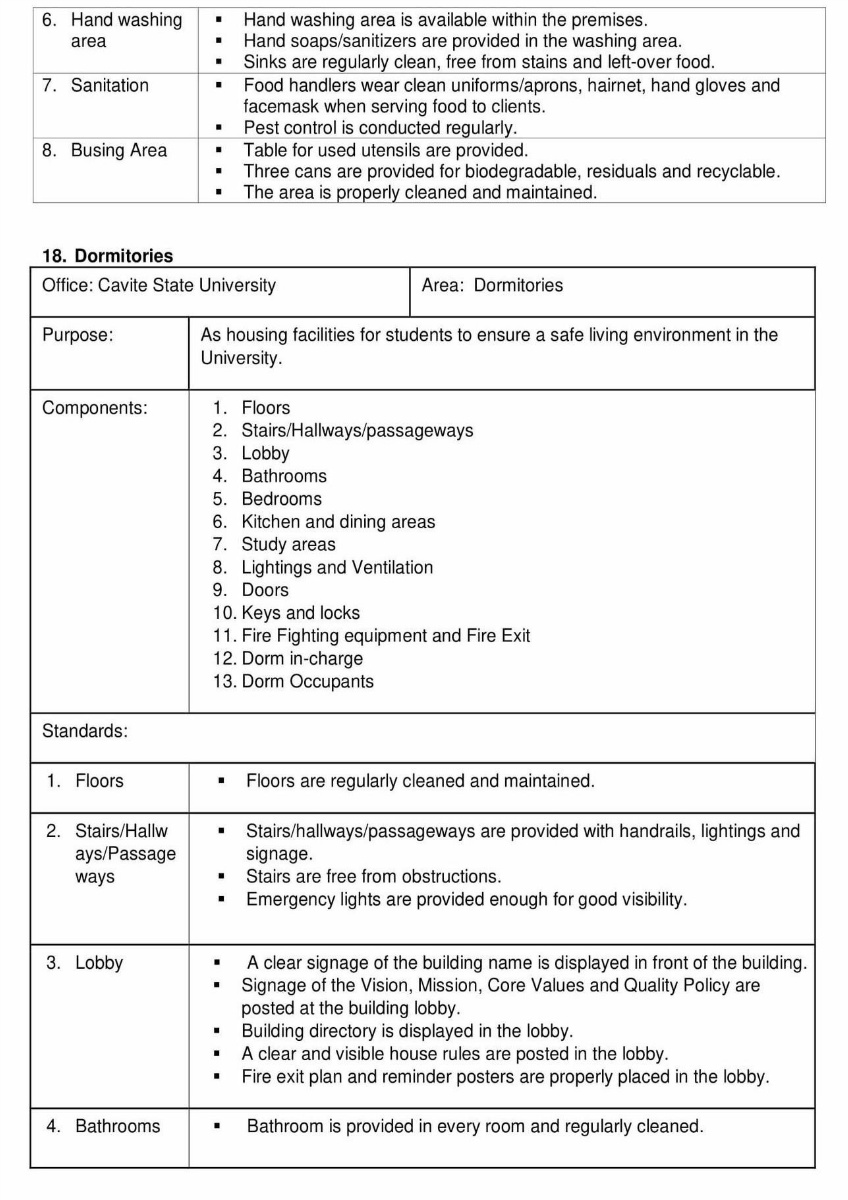 6. Hand washing area
▪ Hand washing area is available within the premises.
▪ Hand soaps/sanitizers are provided in the washing area.
▪ Sinks are regularly clean, free from stains and left-over food.
7. Sanitation
▪ Food handlers wear clean uniforms/aprons, hairnet, hand gloves and
facemask when serving food to clients.
▪ Pest control is conducted regularly.
8. Busing Area
▪ Table for used utensils are provided.
▪ Three cans are provided for biodegradable, residuals and recyclable.
▪ The area is properly cleaned and maintained.
18. Dormitories
Office: Cavite State University
Area: Dormitories
Purpose:
As housing facilities for students to ensure a safe living environment in the
University.
Components:
1. Floors
2. Stairs/Hallways/passageways
3. Lobby
4. Bathrooms
5. Bedrooms
6. Kitchen and dining areas
7. Study areas
8. Lightings and Ventilation
9. Doors
10. Keys and locks
11. Fire Fighting equipment and Fire Exit
12. Dorm in-charge
13. Dorm Occupants
Standards:
1. Floors
▪ Floors are regularly cleaned and maintained.
2. Stairs/Hallw
ays/Passage
ways
▪ Stairs/hallways/passageways are provided with handrails, lightings and
signage.
▪ Stairs are free from obstructions.
▪ Emergency lights are provided enough for good visibility.
3. Lobby
▪ A clear signage of the building name is displayed in front of the building.
▪ Signage of the Vision, Mission, Core Values and Quality Policy are
posted at the building lobby.
▪ Building directory is displayed in the lobby.
▪ A clear and visible house rules are posted in the lobby.
▪ Fire exit plan and reminder posters are properly placed in the lobby.
4. Bathrooms
▪ Bathroom is provided in every room and regularly cleaned.